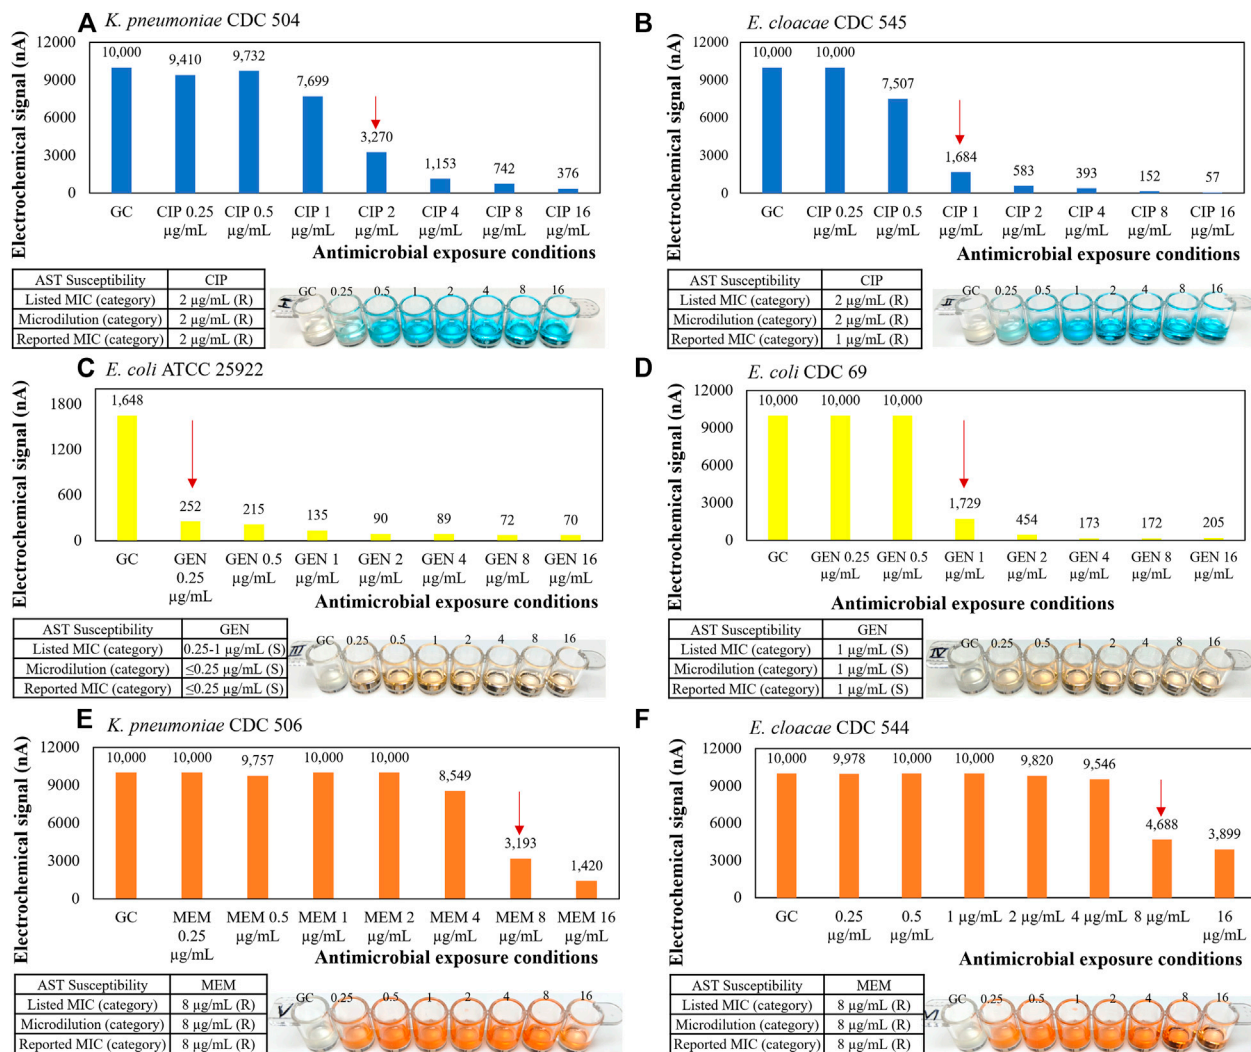 A K. pneumoniae CDC 504
Electrochemical signal (nA)
12000
9000
6000
3000
0
10,000
9,410
9,732
7,699
3,270
1,153
742
376
GC
CIP 0.25 µg/mL
CIP 0.5 µg/mL
CIP 1 µg/mL
CIP 2 µg/mL
CIP 4 µg/mL
CIP 8 µg/mL
CIP 16 µg/mL
Antimicrobial exposure conditions
AST Susceptibility CIP
Listed MIC (category) 2 µg/mL (R)
Microdilution (category) 2 µg/mL (R)
Reported MIC (category) 2 µg/mL (R)
I
GC 0.25 0.5 1 2 4 8 16
B E. cloacae CDC 545
Electrochemical signal (nA)
12000
9000
6000
3000
0
10,000
10,000
7,507
1,684
583
393
152
57
GC
CIP 0.25 µg/mL
CIP 0.5 µg/mL
CIP 1 µg/mL
CIP 2 µg/mL
CIP 4 µg/mL
CIP 8 µg/mL
CIP 16 µg/mL
Antimicrobial exposure conditions
AST Susceptibility CIP
Listed MIC (category) 2 µg/mL (R)
Microdilution (category) 2 µg/mL (R)
Reported MIC (category) 1 µg/mL (R)
II
GC 0.25 0.5 1 2 4 8 16
C E. coli ATCC 25922
Electrochemical signal (nA)
1800
1200
600
0
1,648
252
215
135
90
89
72
70
GC
GEN 0.25 µg/mL
GEN 0.5 µg/mL
GEN 1 µg/mL
GEN 2 µg/mL
GEN 4 µg/mL
GEN 8 µg/mL
GEN 16 µg/mL
Antimicrobial exposure conditions
AST Susceptibility GEN
Listed MIC (category) 0.25-1 µg/mL (S)
Microdilution (category) ≤0.25 µg/mL (S)
Reported MIC (category) ≤0.25 µg/mL (S)
III
GC 0.25 0.5 1 2 4 8 16
D E. coli CDC 69
Electrochemical signal (nA)
12000
9000
6000
3000
0
10,000
10,000
10,000
1,729
454
173
172
205
GC
GEN 0.25 µg/mL
GEN 0.5 µg/mL
GEN 1 µg/mL
GEN 2 µg/mL
GEN 4 µg/mL
GEN 8 µg/mL
GEN 16 µg/mL
Antimicrobial exposure conditions
AST Susceptibility GEN
Listed MIC (category) 1 µg/mL (S)
Microdilution (category) 1 µg/mL (S)
Reported MIC (category) 1 µg/mL (S)
IV
GC 0.25 0.5 1 2 4 8 16
E K. pneumoniae CDC 506
Electrochemical signal (nA)
12000
9000
6000
3000
0
10,000
10,000
9,757
10,000
10,000
8,549
3,193
1,420
GC
MEM 0.25 µg/mL
MEM 0.5 µg/mL
MEM 1 µg/mL
MEM 2 µg/mL
MEM 4 µg/mL
MEM 8 µg/mL
MEM 16 µg/mL
Antimicrobial exposure conditions
AST Susceptibility MEM
Listed MIC (category) 8 µg/mL (R)
Microdilution (category) 8 µg/mL (R)
Reported MIC (category) 8 µg/mL (R)
V
GC 0.25 0.5 1 2 4 8 16
F E. cloacae CDC 544
Electrochemical signal (nA)
12000
9000
6000
3000
0
10,000
9,978
10,000
10,000
9,820
9,546
4,688
3,899
GC
0.25 µg/mL
0.5 µg/mL
1 µg/mL
2 µg/mL
4 µg/mL
8 µg/mL
16 µg/mL
Antimicrobial exposure conditions
AST Susceptibility MEM
Listed MIC (category) 8 µg/mL (R)
Microdilution (category) 8 µg/mL (R)
Reported MIC (category) 8 µg/mL (R)
VI
GC 0.25 0.5 1 2 4 8 16